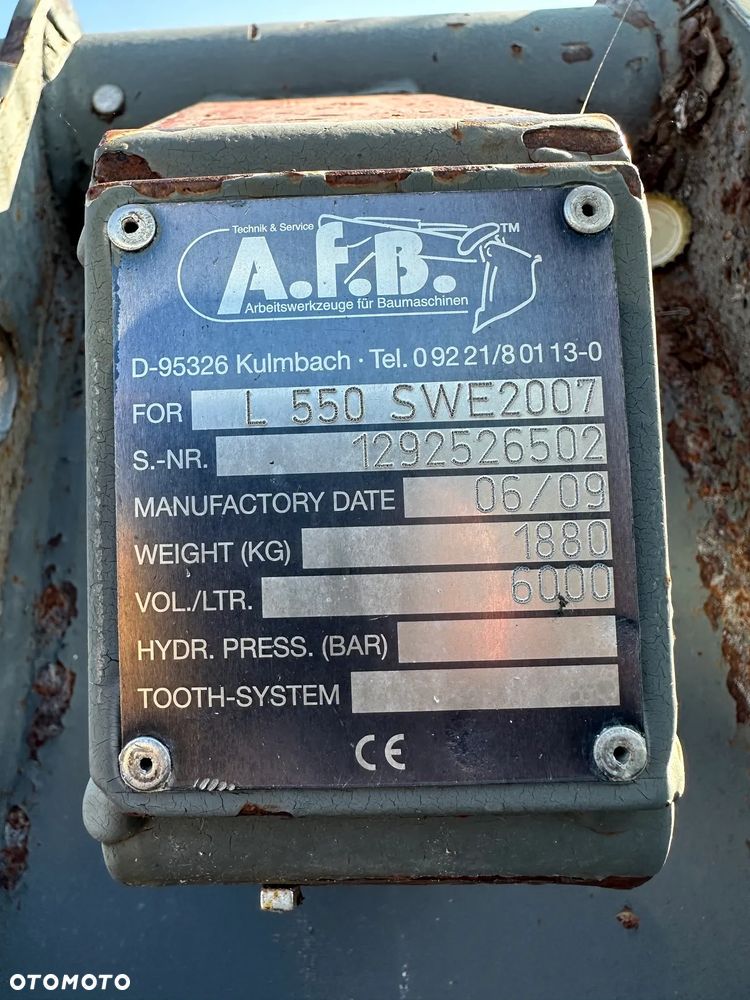 Technik & Service
A.F.B.™
Arbeitswerkzeuge für Baumaschinen
D-95326 Kulmbach · Tel. 0 92 21/8 01 13-0
FOR L 550 SWE2007
S.-NR. 1292526502
MANUFACTORY DATE 06/09
WEIGHT (KG) 1880
VOL./LTR. 6000
HYDR. PRESS. (BAR)
TOOTH-SYSTEM
CE
OTOMOTO